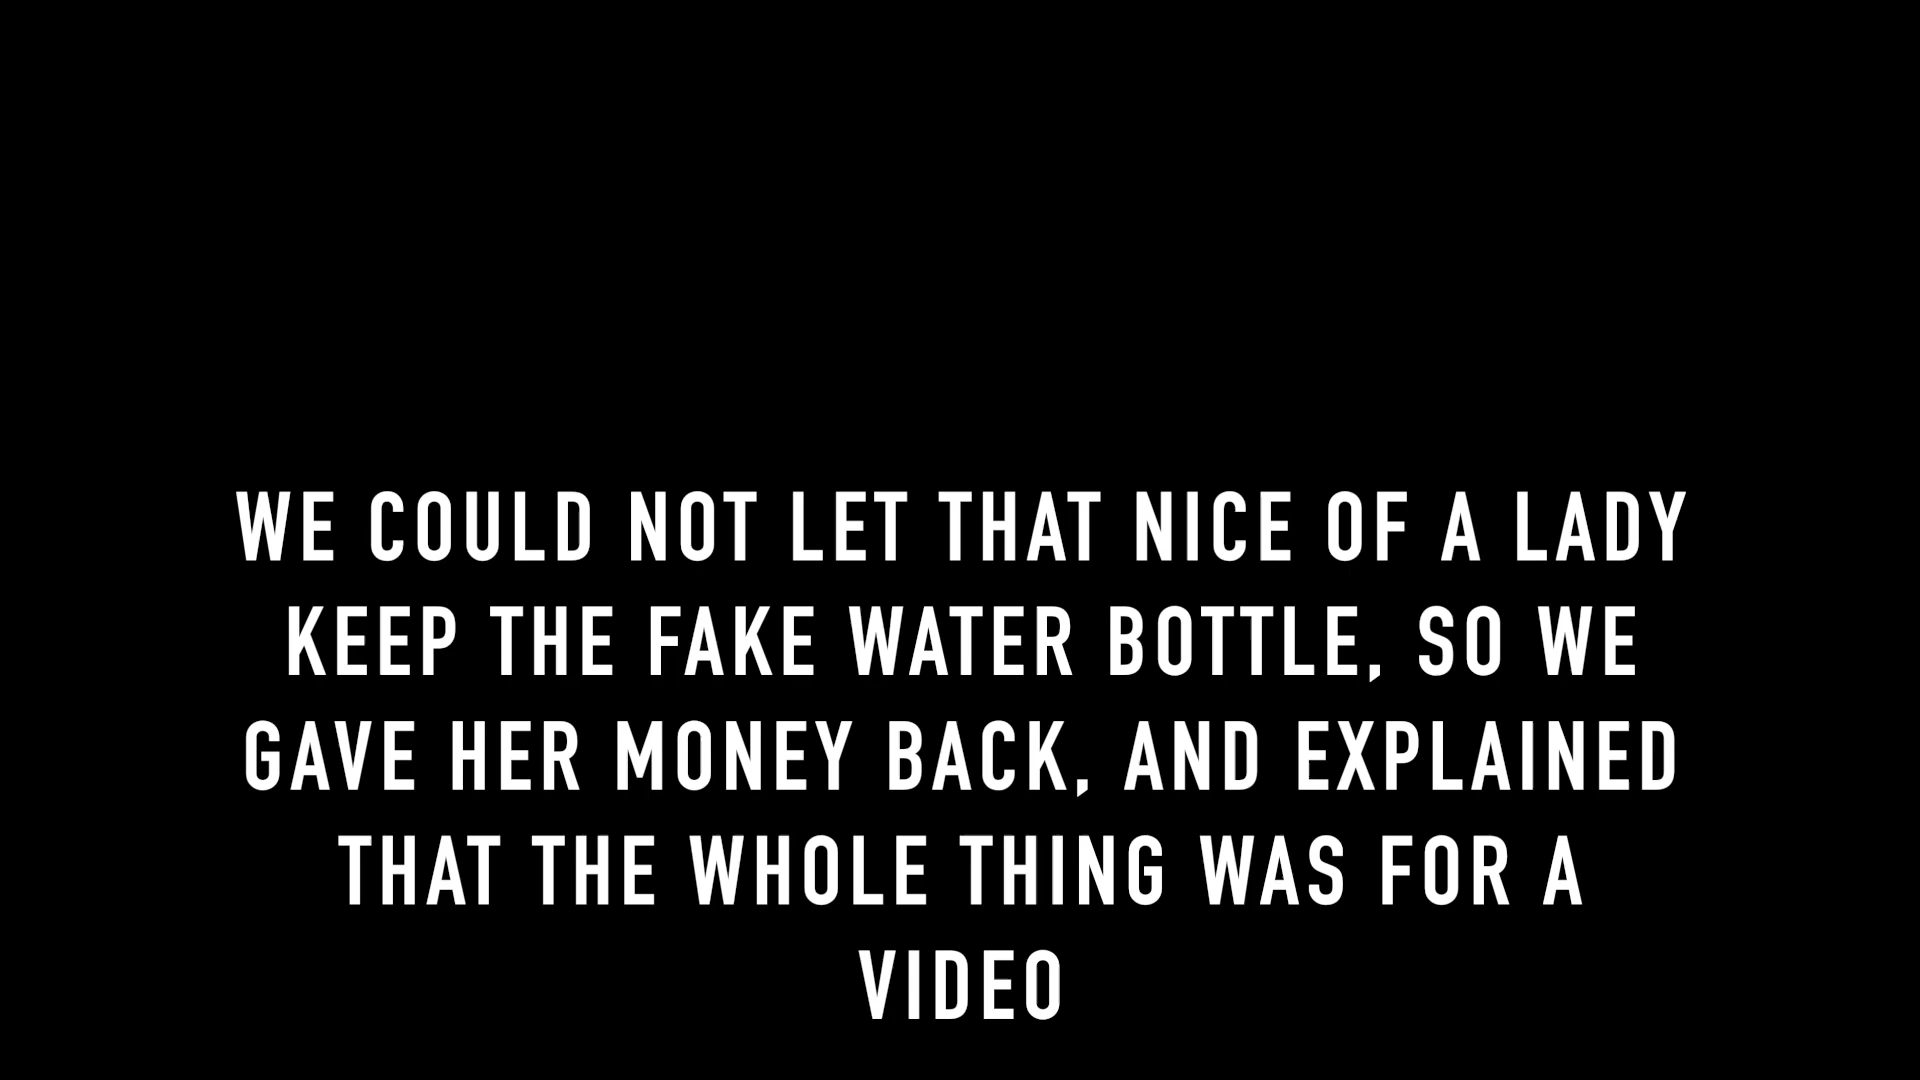 WE COULD NOT LET THAT NICE OF A LADY
KEEP THE FAKE WATER BOTTLE, SO WE
GAVE HER MONEY BACK, AND EXPLAINED
THAT THE WHOLE THING WAS FOR A
VIDEO